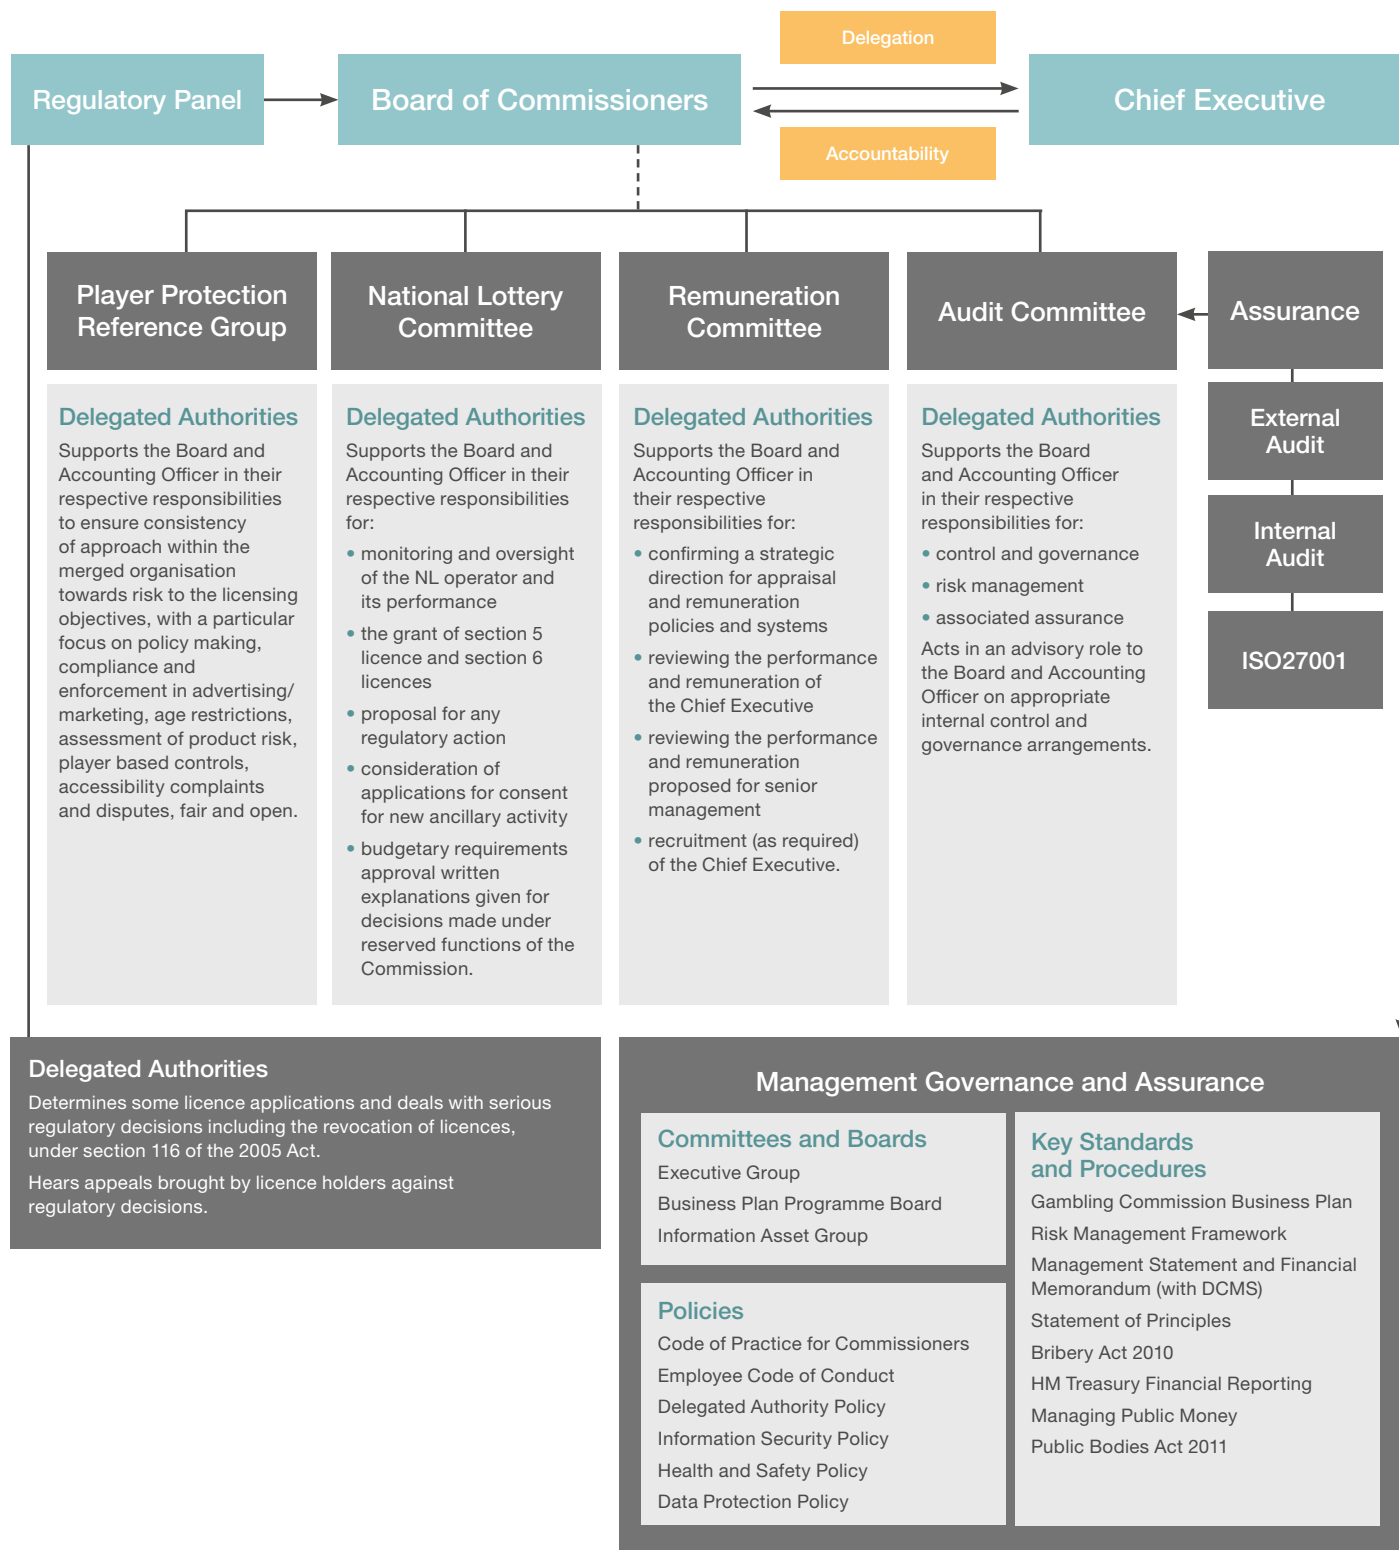 Delegation
Regulatory Panel
Board of Commissioners
Chief Executive
Accountability
Player Protection
Reference Group
National Lottery
Committee
Remuneration
Committee
Audit Committee
Assurance
External
Audit
Internal
Audit
ISO27001
Delegated Authorities
Supports the Board and
Accounting Officer in their
respective responsibilities
to ensure consistency
of approach within the
merged organisation
towards risk to the licensing
objectives, with a particular
focus on policy making,
compliance and
enforcement in advertising/
marketing, age restrictions,
assessment of product risk,
player based controls,
accessibility complaints
and disputes, fair and open.
Delegated Authorities
Supports the Board and
Accounting Officer in their
respective responsibilities
for:
• monitoring and oversight
of the NL operator and
its performance
• the grant of section 5
licence and section 6
licences
• proposal for any
regulatory action
• consideration of
applications for consent
for new ancillary activity
• budgetary requirements
approval written
explanations given for
decisions made under
reserved functions of the
Commission.
Delegated Authorities
Supports the Board and
Accounting Officer in
their respective
responsibilities for:
• confirming a strategic
direction for appraisal
and remuneration
policies and systems
• reviewing the performance
and remuneration of
the Chief Executive
• reviewing the performance
and remuneration
proposed for senior
management
• recruitment (as required)
of the Chief Executive.
Delegated Authorities
Supports the Board
and Accounting Officer
in their respective
responsibilities for:
• control and governance
• risk management
• associated assurance
Acts in an advisory role to
the Board and Accounting
Officer on appropriate
internal control and
governance arrangements.
Delegated Authorities
Determines some licence applications and deals with serious
regulatory decisions including the revocation of licences,
under section 116 of the 2005 Act.
Hears appeals brought by licence holders against
regulatory decisions.
Management Governance and Assurance
Committees and Boards
Executive Group
Business Plan Programme Board
Information Asset Group
Policies
Code of Practice for Commissioners
Employee Code of Conduct
Delegated Authority Policy
Information Security Policy
Health and Safety Policy
Data Protection Policy
Key Standards
and Procedures
Gambling Commission Business Plan
Risk Management Framework
Management Statement and Financial
Memorandum (with DCMS)
Statement of Principles
Bribery Act 2010
HM Treasury Financial Reporting
Managing Public Money
Public Bodies Act 2011